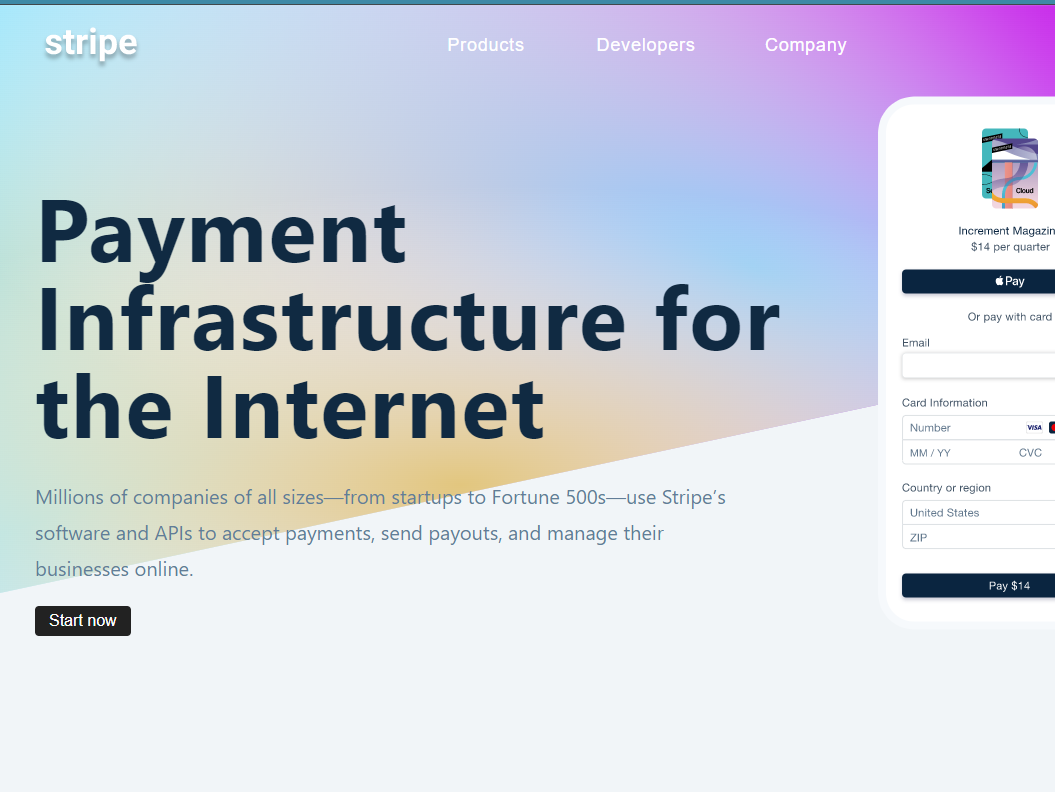 stripe
Products
Developers
Company
Payment
Infrastructure for
the Internet
Millions of companies of all sizes—from startups to Fortune 500s—use Stripe’s
software and APIs to accept payments, send payouts, and manage their
businesses online.
Start now
Cloud
$14 per quarter
Pay
Or pay with card
Email
Card Information
Number
VISA
MM / YY
CVC
Country or region
United States
ZIP
Pay $14
Increment